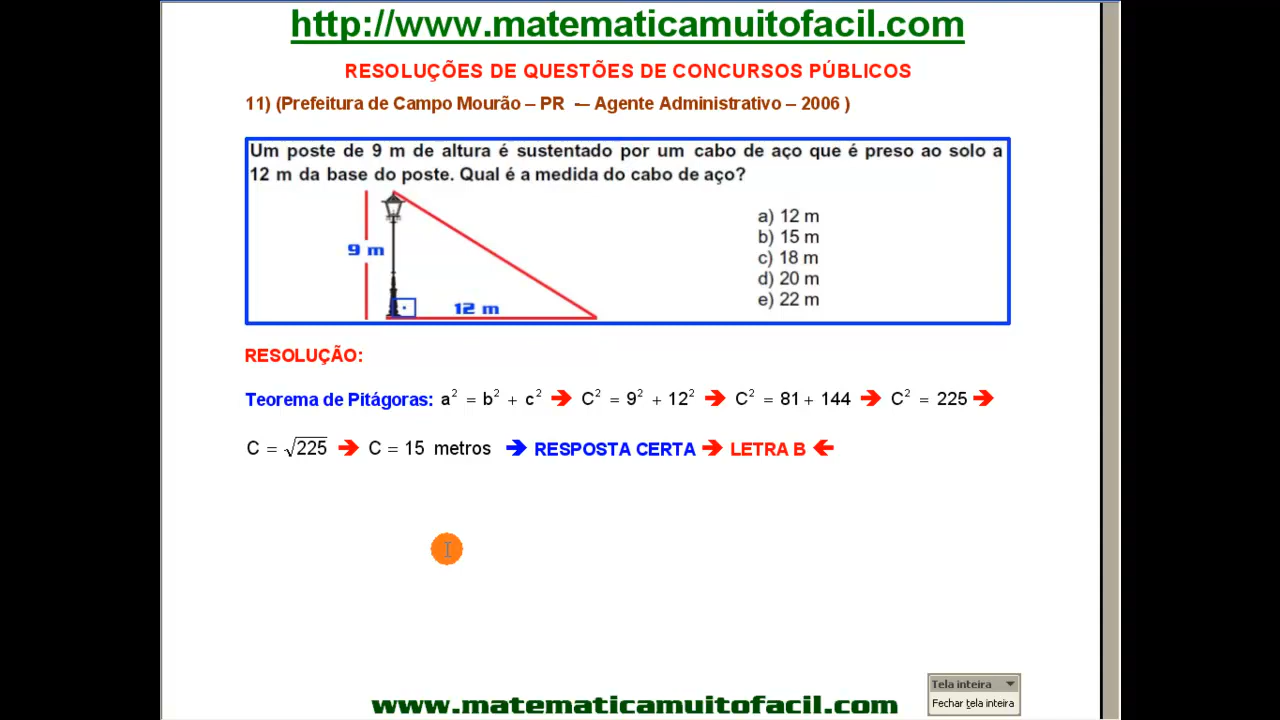 http://www.matematicamuitofacil.com
RESOLUÇÕES DE QUESTÕES DE CONCURSOS PÚBLICOS
11) (Prefeitura de Campo Mourão – PR -– Agente Administrativo – 2006 )
Um poste de 9 m de altura é sustentado por um cabo de aço que é preso ao solo a
12 m da base do poste. Qual é a medida do cabo de aço?
a) 12 m
b) 15 m
9 m
c) 18 m
d) 20 m
e) 22 m
12 m
RESOLUÇÃO:
Teorema de Pitágoras: a² = b² + c² ➔ C² = 9² + 12² ➔ C² = 81 + 144 ➔ C² = 225 ➔
C = √225 ➔ C = 15 metros ➔ RESPOSTA CERTA ➔ LETRA B 🡸
Tela inteira
Fechar tela inteira
www.matematicamuitofacil.com